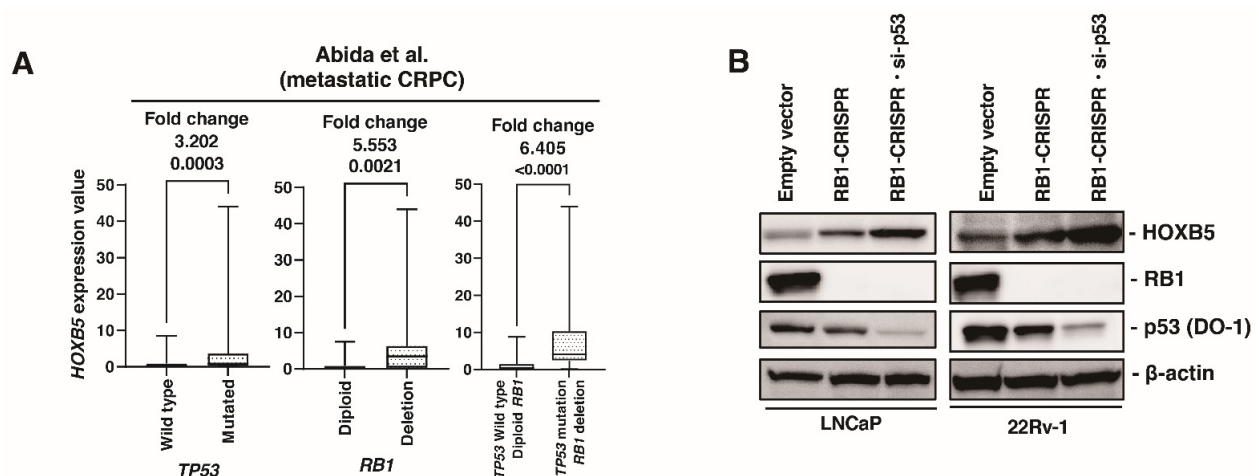 A
Abida et al.
(metastatic CRPC)
Fold change
3.202
0.0003
Fold change
5.553
0.0021
Fold change
6.405
<0.0001
HOXB5 expression value
50
40
30
20
10
0
Wild type
Mutated
TP53
50
40
30
20
10
0
Diploid
Deletion
RB1
50
40
30
20
10
0
TP53 Wild type
Diploid RB1
TP53 mutation
RB1 deletion
B
Empty vector
RB1-CRISPR
RB1-CRISPR・si-p53
Empty vector
RB1-CRISPR
RB1-CRISPR・si-p53
- HOXB5
- RB1
- p53 (DO-1)
- β-actin
LNCaP
22Rv-1